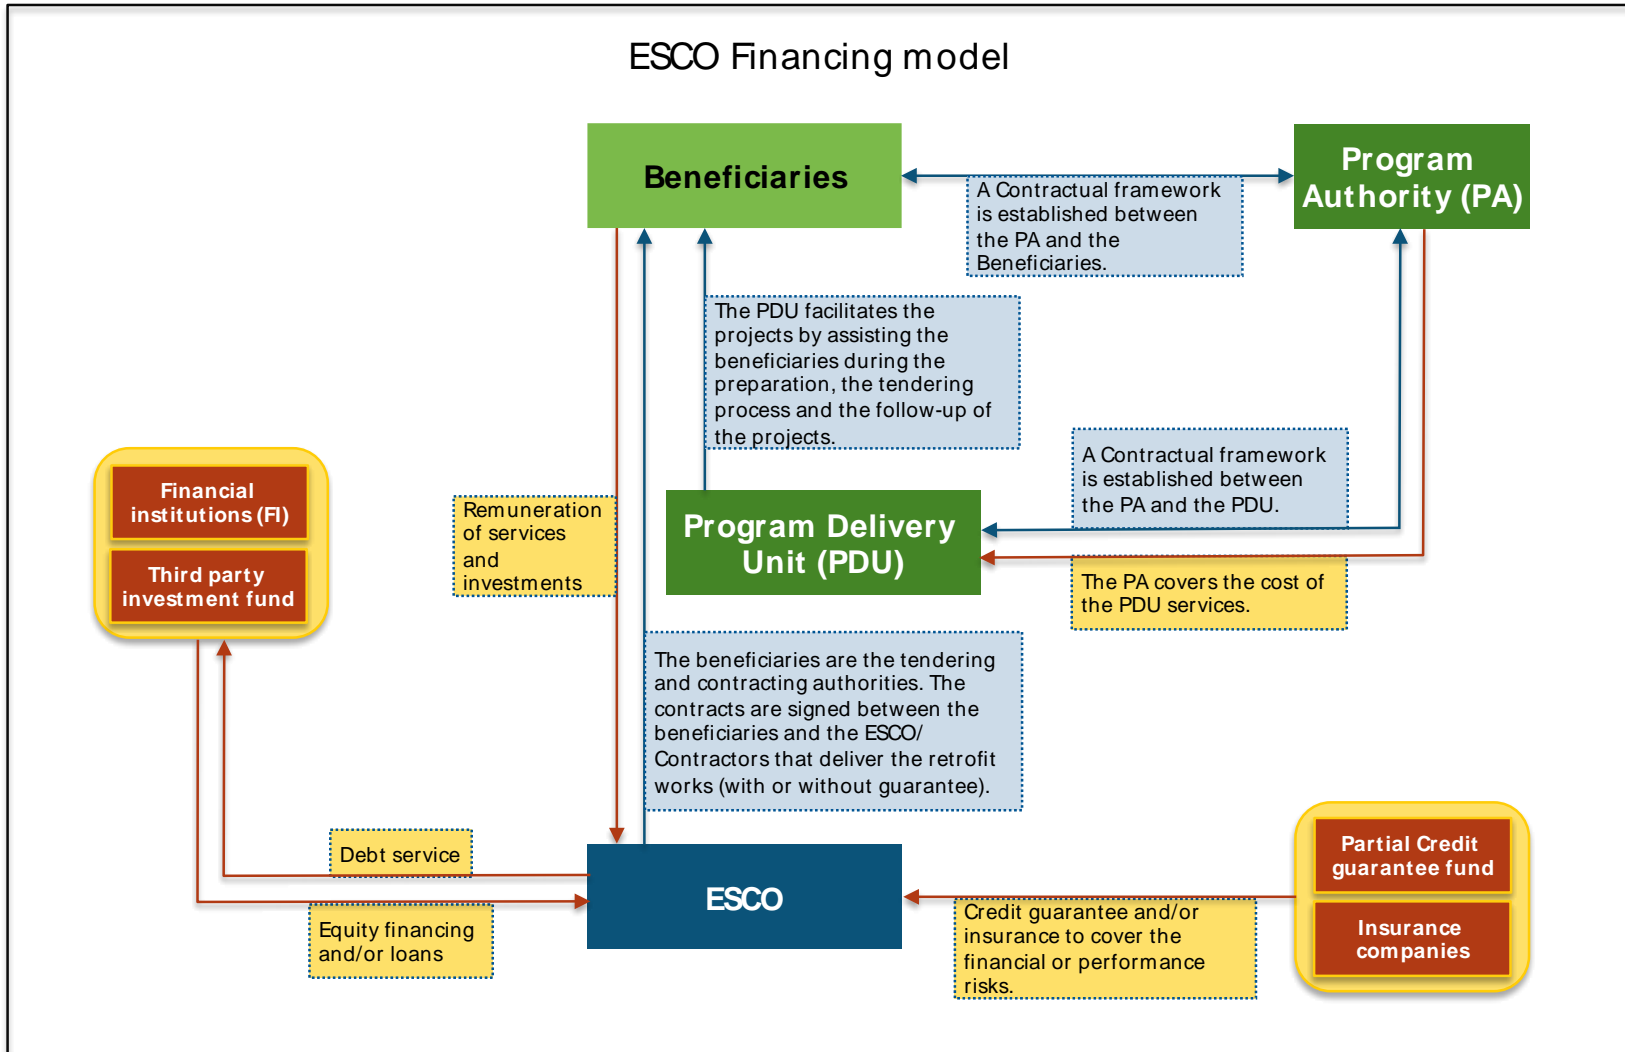 ESCO Financing model
Beneficiaries
Program
Authority (PA)
A Contractual framework
is established between
the PA and the
Beneficiaries.
The PDU facilitates the
projects by assisting the
beneficiaries during the
preparation, the tendering
process and the follow-up of
the projects.
A Contractual framework
is established between
the PA and the PDU.
Financial
institutions (FI)
Third party
investment fund
Remuneration
of services
and
investments
Program Delivery
Unit (PDU)
The PA covers the cost of
the PDU services.
The beneficiaries are the tendering
and contracting authorities. The
contracts are signed between the
beneficiaries and the ESCO/
Contractors that deliver the retrofit
works (with or without guarantee).
Debt service
ESCO
Equity financing
and/or loans
Credit guarantee and/or
insurance to cover the
financial or performance
risks.
Partial Credit
guarantee fund
Insurance
companies